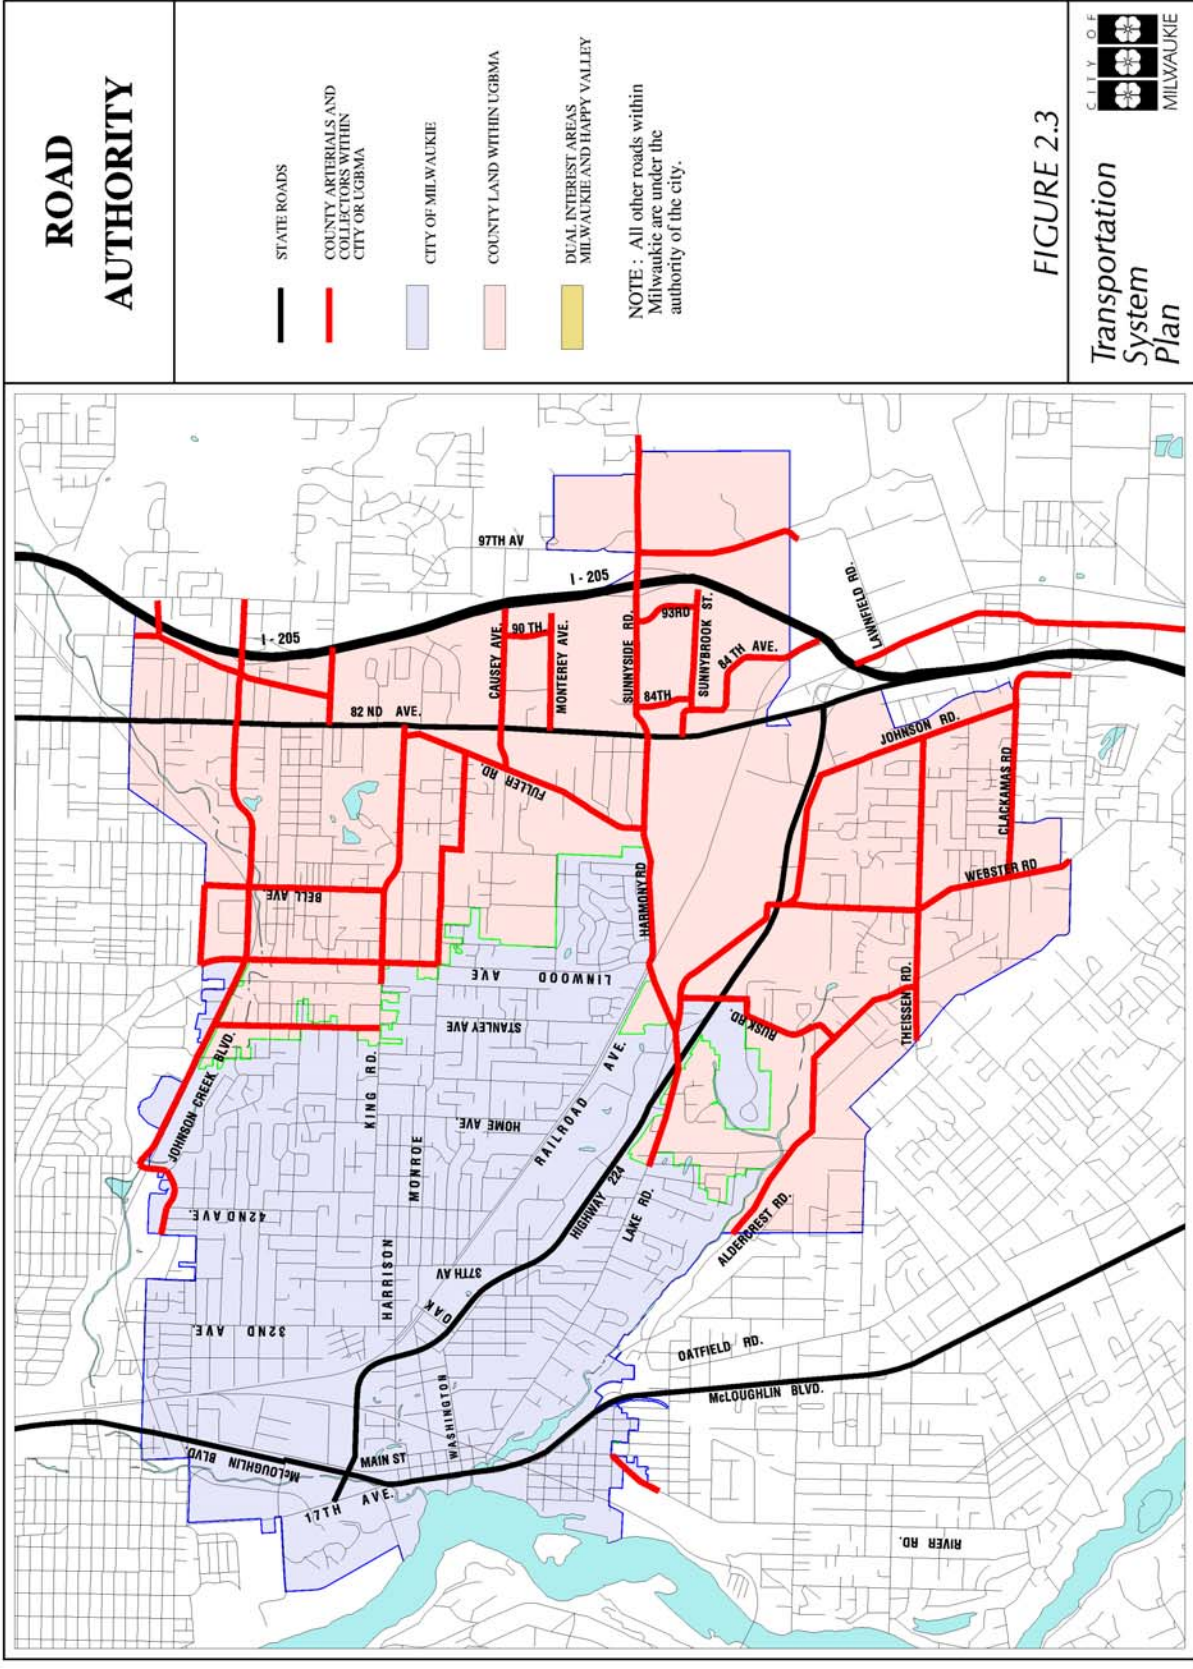 ROAD
AUTHORITY
STATE ROADS
COUNTY ARTERIALS AND
COLLECTORS WITHIN
CITY OR UGBMA
CITY OF MILWAUKIE
COUNTY LAND WITHIN UGBMA
DUAL INTEREST AREAS
MILWAUKIE AND HAPPY VALLEY
NOTE : All other roads within
Milwaukie are under the
authority of the city.
FIGURE 2.3
Transportation
System
Plan
CITY OF
MILWAUKIE
97TH AV
I - 205
I - 205
LAWNFIELD RD.
93RD
SUNNYBROOK ST.
84 TH AVE.
84TH
SUNNYSIDE RD.
90 TH
CAUSEY AVE.
MONTEREY AVE.
82 ND AVE.
JOHNSON RD.
FULLER RD.
CLACKAMAS RD
WEBSTER RD
BELL AVE.
HARMONY RD
LINWOOD AVE
THEISSEN RD.
STANLEY AVE
RUSK RD.
JOHNSON CREEK BLVD.
KING RD.
RAILROAD AVE.
HOME AVE.
MONROE
HIGHWAY 224
LAKE RD.
42ND AVE.
ALDERCREST RD.
HARRISON
37TH AV
OAK
32ND AVE.
OATFIELD RD.
McLOUGHLIN BLVD.
WASHINGTON
MAIN ST
McLOUGHLIN BLVD.
17TH AVE.
RIVER RD.